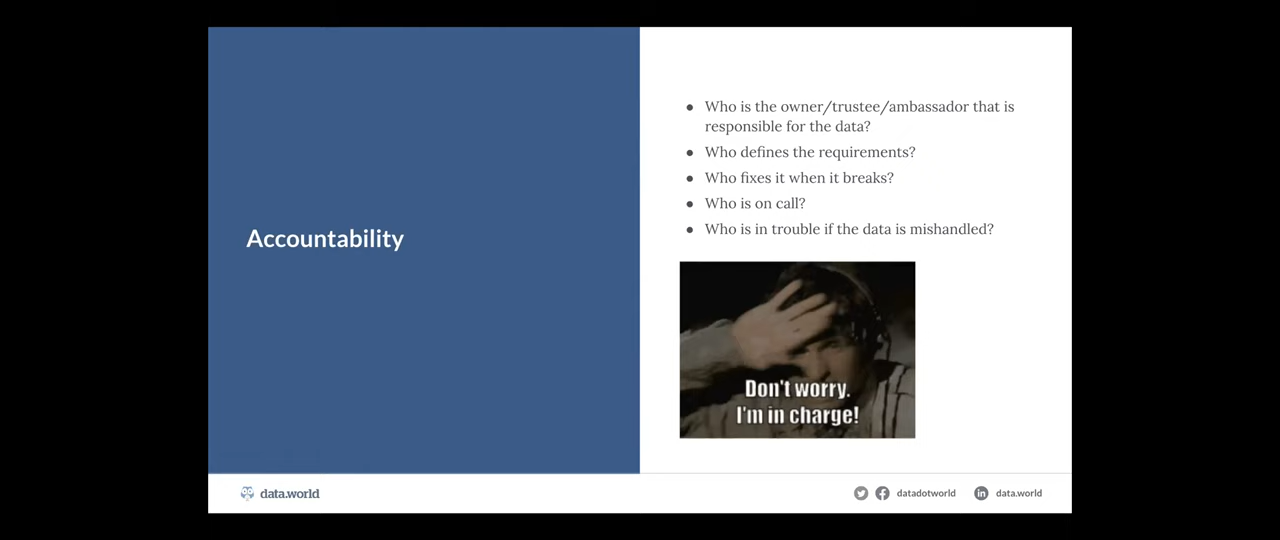 Accountability
● Who is the owner/trustee/ambassador that is
responsible for the data?
● Who defines the requirements?
● Who fixes it when it breaks?
● Who is on call?
● Who is in trouble if the data is mishandled?
Don't worry.
I'm in charge!
data.world
datadotworld
data.world